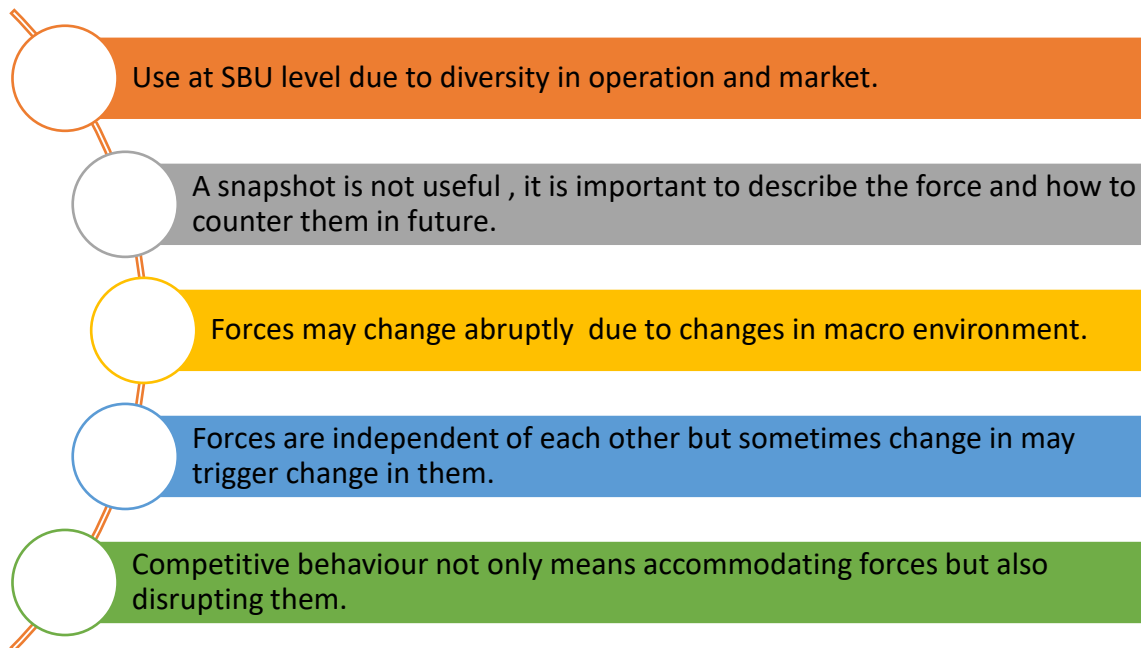 Use at SBU level due to diversity in operation and market.
A snapshot is not useful , it is important to describe the force and how to
counter them in future.
Forces may change abruptly  due to changes in macro environment.
Forces are independent of each other but sometimes change in may
trigger change in them.
Competitive behaviour not only means accommodating forces but also
disrupting them.